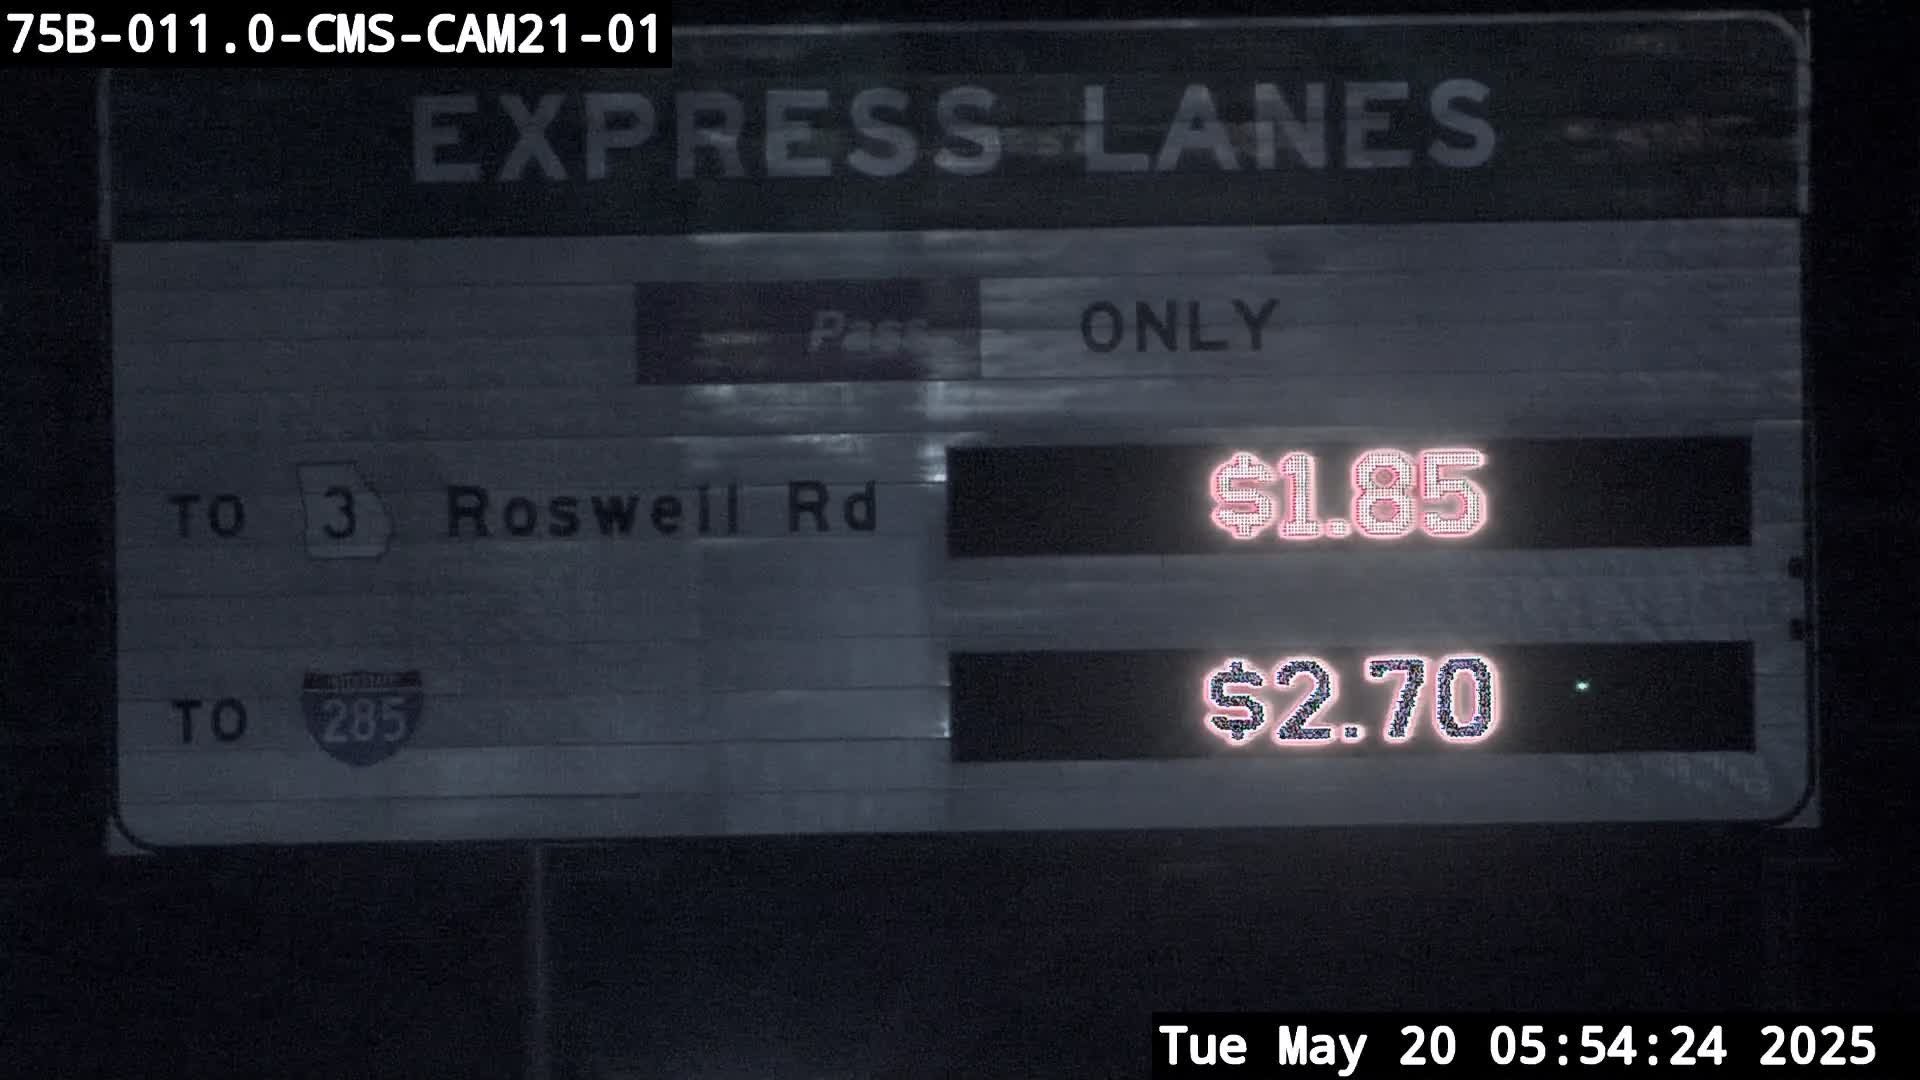 75B-011.0-CMS-CAM21-01
EXPRESS LANES
Pass ONLY
TO 3 Roswell Rd $1.85
TO INTERSTATE 285 $2.70
Tue May 20 05:54:24 2025